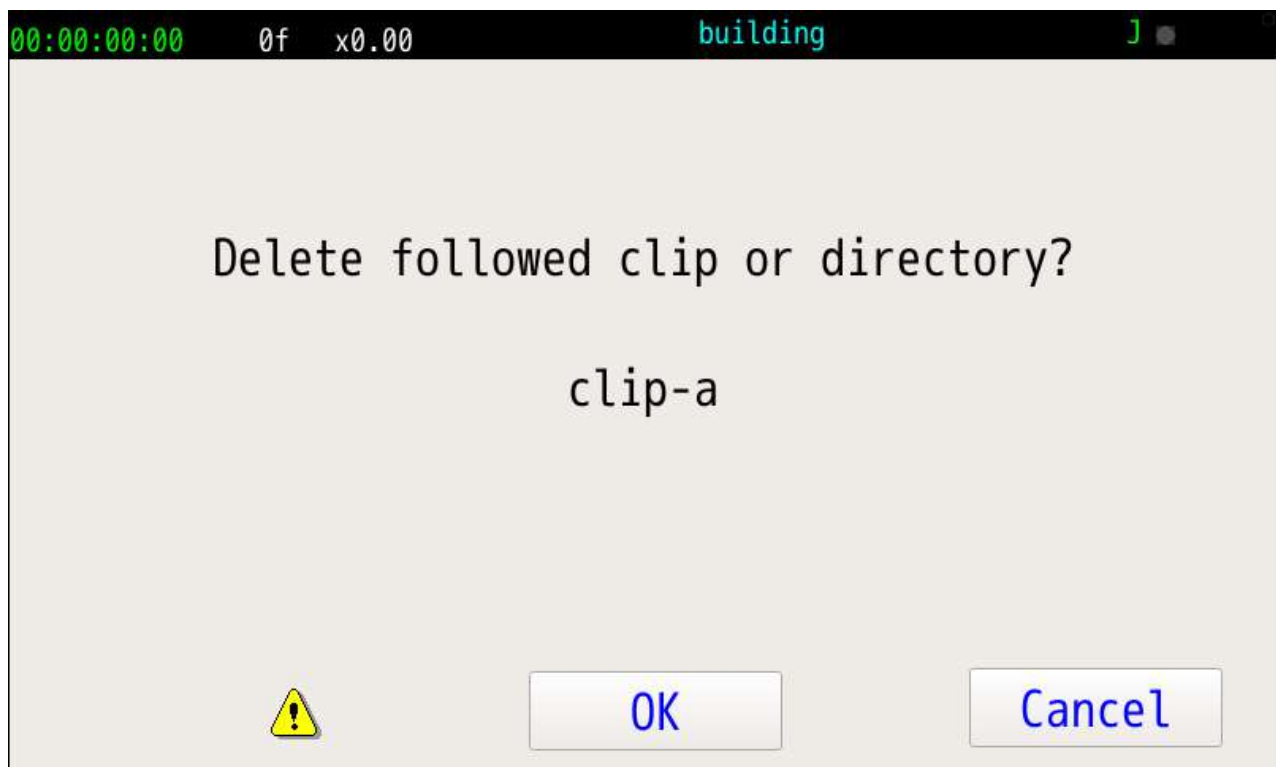 00:00:00:00 0f x0.00 building J
Delete followed clip or directory?
clip-a
OK Cancel